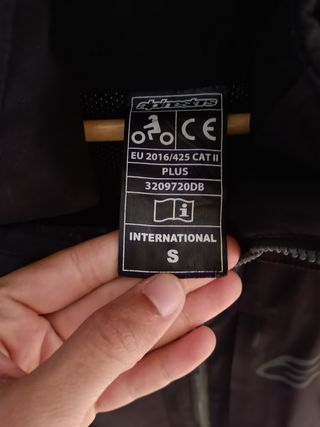 alpinestars
CE
EU 2016/425 CAT II
PLUS
3209720DB
i
INTERNATIONAL
S